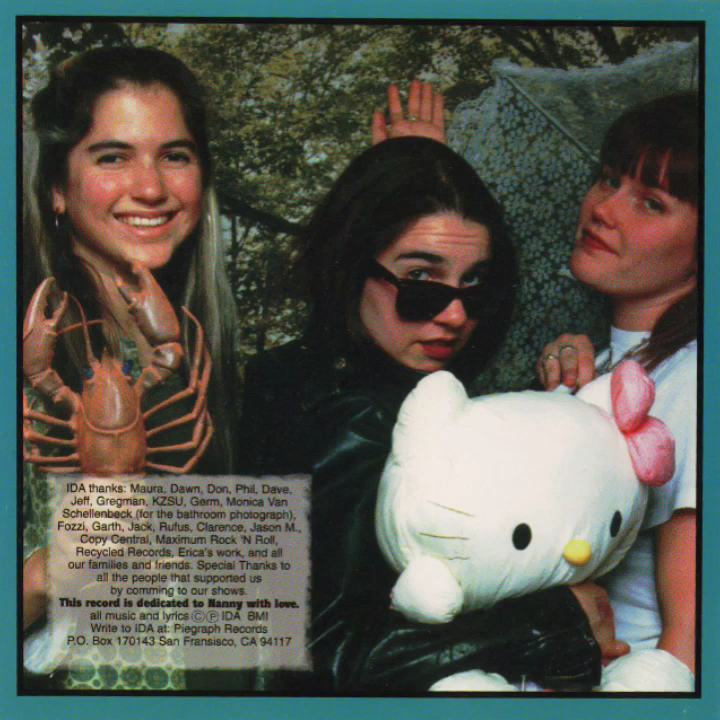 IDA thanks: Maura, Dawn, Don, Phil, Dave,
Jeff, Gregman, KZSU, Germ, Monica Van
Schellenbeck (for the bathroom photograph),
Fozzi, Garth, Jack, Rufus, Clarence, Jason M.,
Copy Central, Maximum Rock 'N Roll,
Recycled Records, Erica's work, and all
our families and friends. Special Thanks to
all the people that supported us
by comming to our shows.
This record is dedicated to Nanny with love.
all music and lyrics Ⓒ Ⓟ IDA BMI
Write to IDA at: Piegraph Records
P.O. Box 170143 San Fransisco, CA 94117